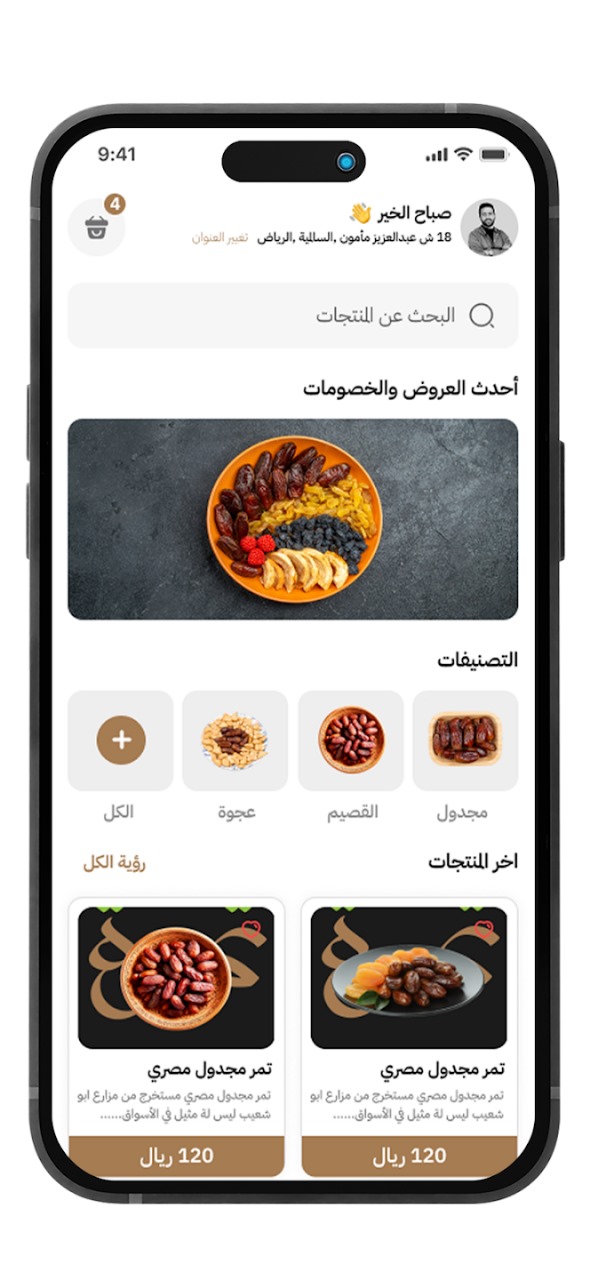 9:41
صباح الخير 👋
18 ش عبدالعزيز مأمون ,السالمية ,الرياض تغيير العنوان
4
البحث عن المنتجات
أحدث العروض والخصومات
التصنيفات
مجدول
القصيم
عجوة
الكل
اخر المنتجات
رؤية الكل
تمر مجدول مصري
تمر مجدول مصري مستخرج من مزارع ابو
شعيب ليس لة مثيل في الأسواق......
120 ريال
تمر مجدول مصري
تمر مجدول مصري مستخرج من مزارع ابو
شعيب ليس لة مثيل في الأسواق......
120 ريال